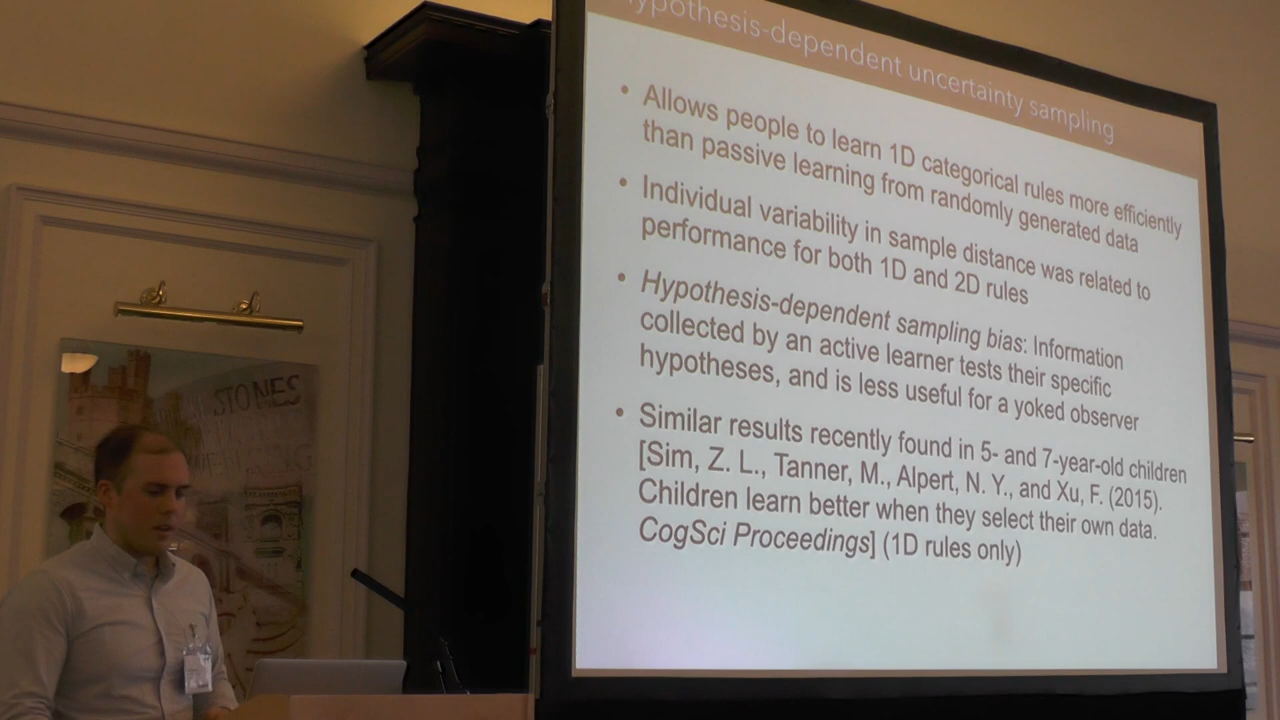 hypothesis-dependent uncertainty sampling
• Allows people to learn 1D categorical rules more efficiently
than passive learning from randomly generated data
• Individual variability in sample distance was related to
performance for both 1D and 2D rules
• Hypothesis-dependent sampling bias: Information
collected by an active learner tests their specific
hypotheses, and is less useful for a yoked observer
• Similar results recently found in 5- and 7-year-old children
[Sim, Z. L., Tanner, M., Alpert, N. Y., and Xu, F. (2015).
Children learn better when they select their own data.
CogSci Proceedings] (1D rules only)
STONES